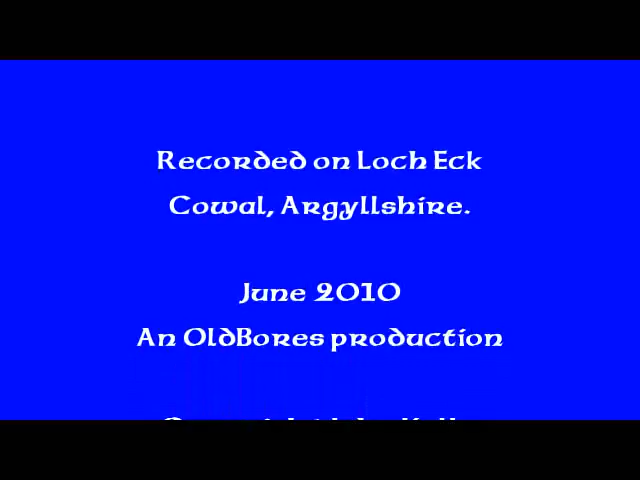 Recorded on Loch Eck
Cowal, Argyllshire.
June 2010
An OldBores production